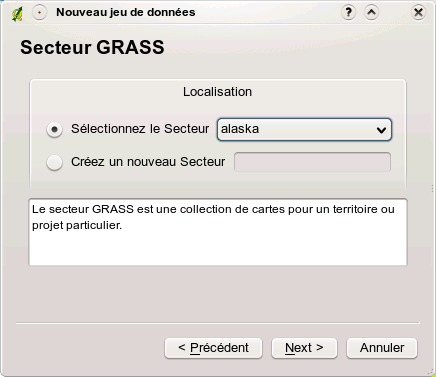 Nouveau jeu de données
Secteur GRASS
Localisation
Sélectionnez le Secteur alaska
Créez un nouveau Secteur
Le secteur GRASS est une collection de cartes pour un territoire ou
projet particulier.
< Précédent Next > Annuler